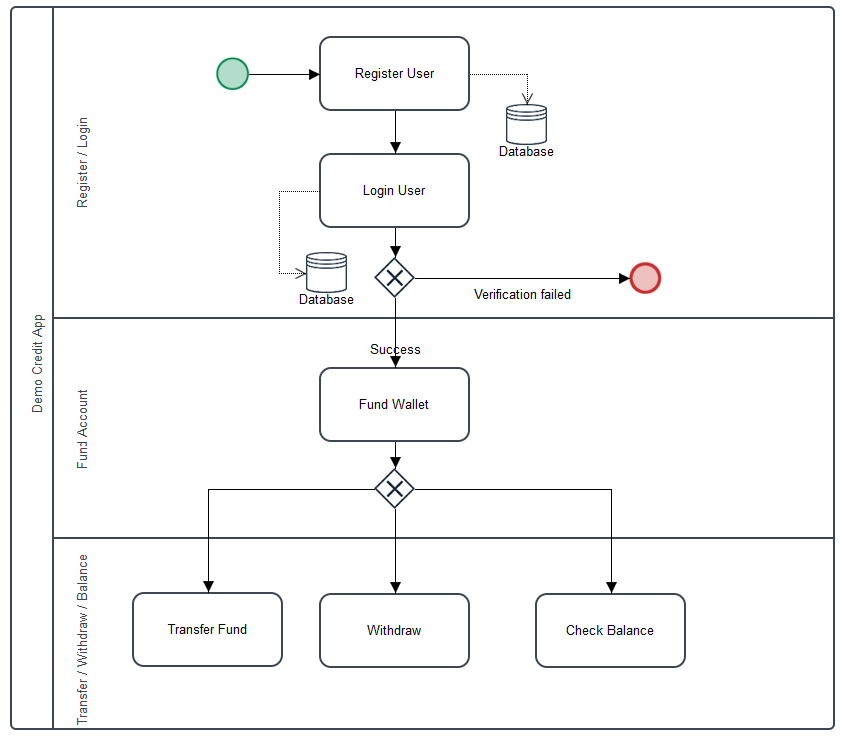 Demo Credit App
Register / Login
Register User
Database
Login User
Database
Verification failed
Fund Account
Success
Fund Wallet
Transfer / Withdraw / Balance
Transfer Fund
Withdraw
Check Balance